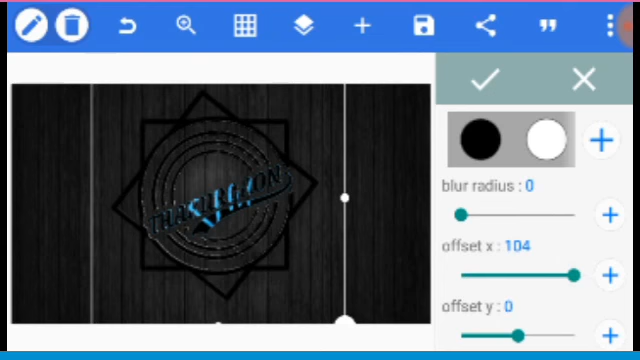 blur radius : 0
offset x : 104
offset y : 0